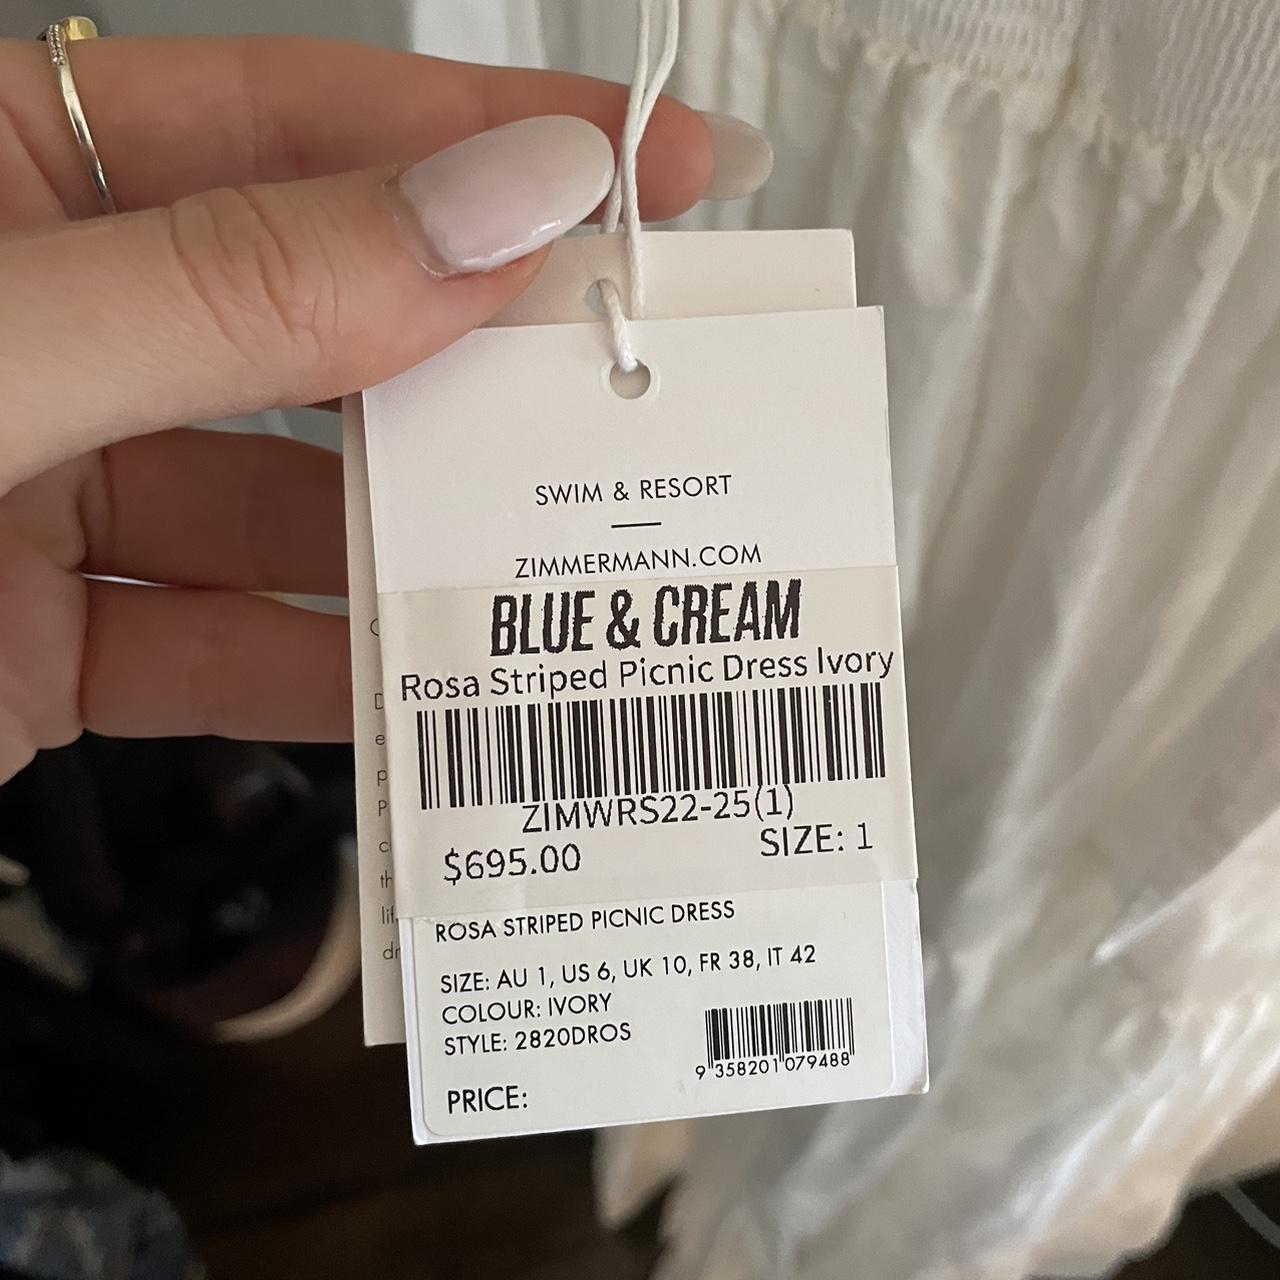 SWIM & RESORT
ZIMMERMANN.COM
BLUE & CREAM
Rosa Striped Picnic Dress Ivory
ZIMWRS22-25(1)
$695.00 SIZE: 1
ROSA STRIPED PICNIC DRESS
SIZE: AU 1, US 6, UK 10, FR 38, IT 42
COLOUR: IVORY
STYLE: 2820DROS
9 358201 079488
PRICE: